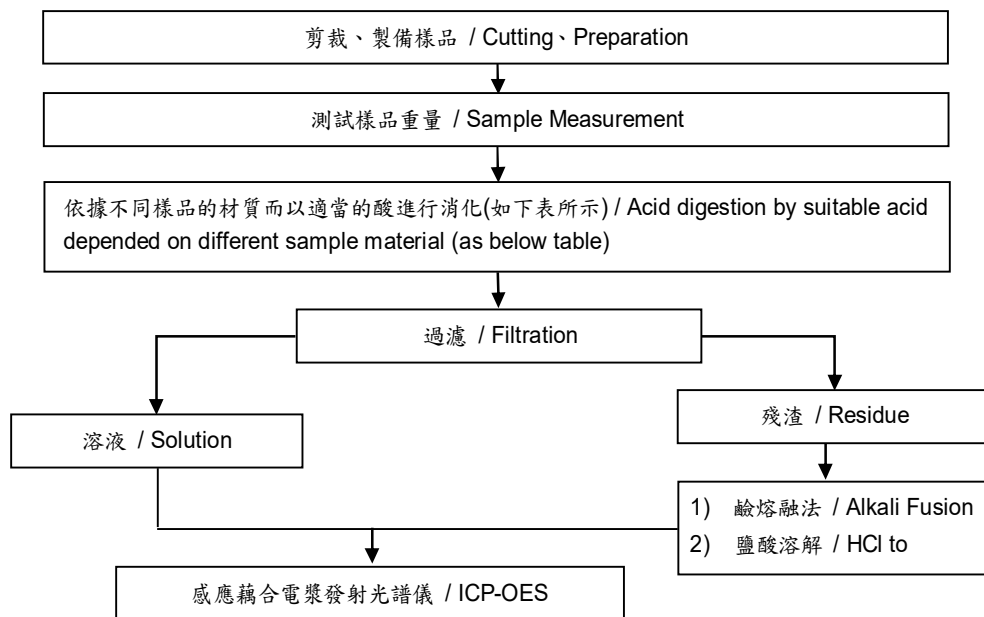 剪裁、製備樣品 / Cutting、Preparation
測試樣品重量 / Sample Measurement
依據不同樣品的材質而以適當的酸進行消化(如下表所示) / Acid digestion by suitable acid
depended on different sample material (as below table)
過濾 / Filtration
溶液 / Solution
殘渣 / Residue
1) 鹼熔融法 / Alkali Fusion
2) 鹽酸溶解 / HCl to
感應藕合電漿發射光譜儀 / ICP-OES